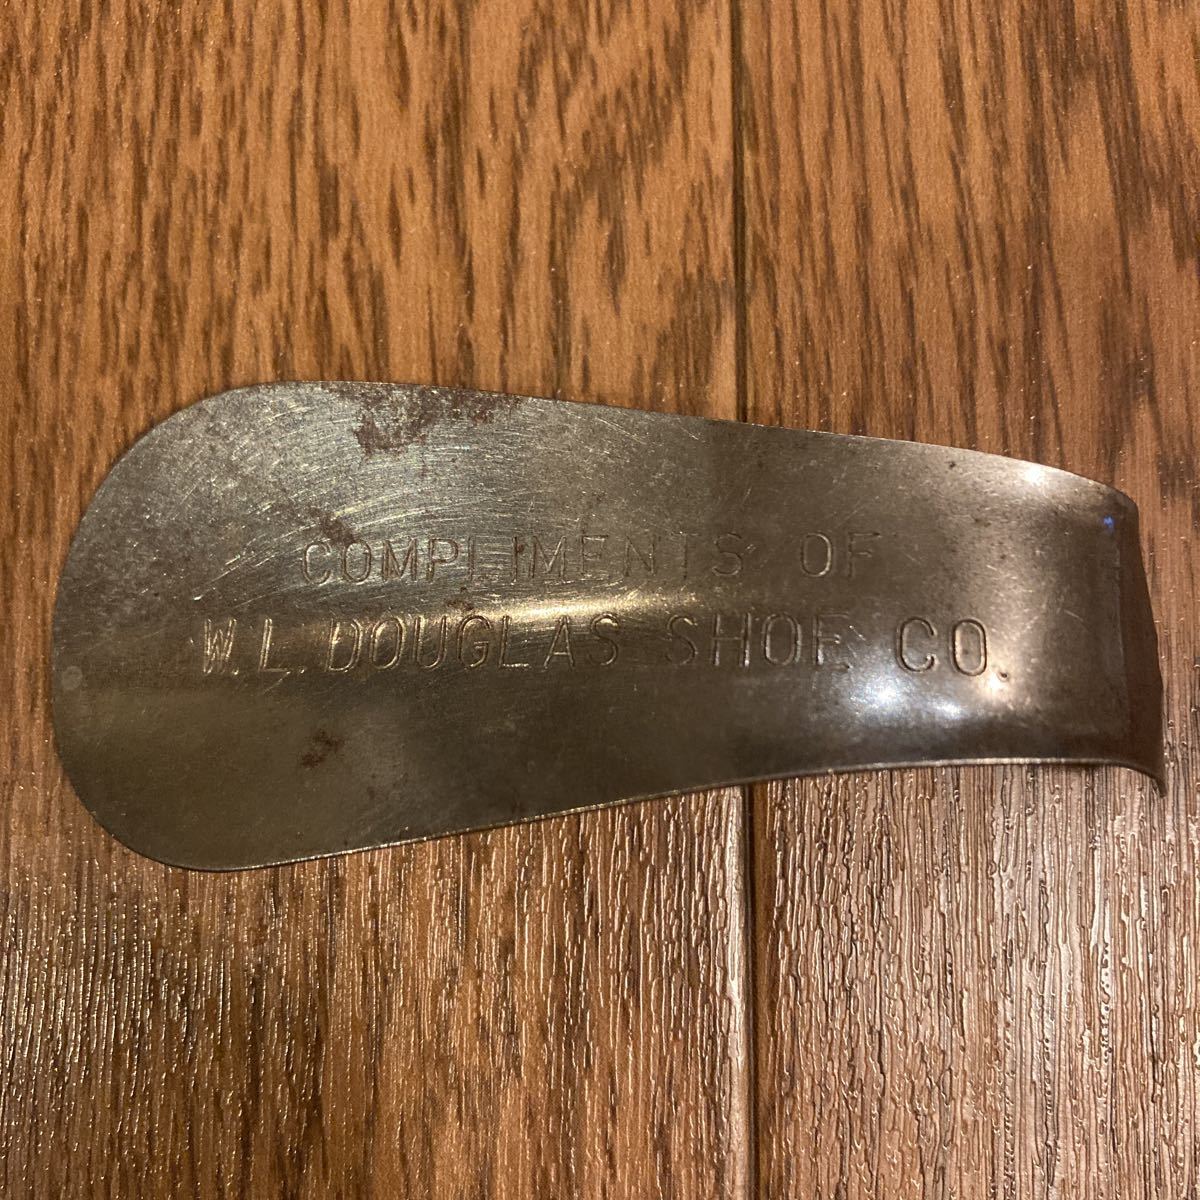 COMPLIMENTS OF
W.L. DOUGLAS SHOE CO.